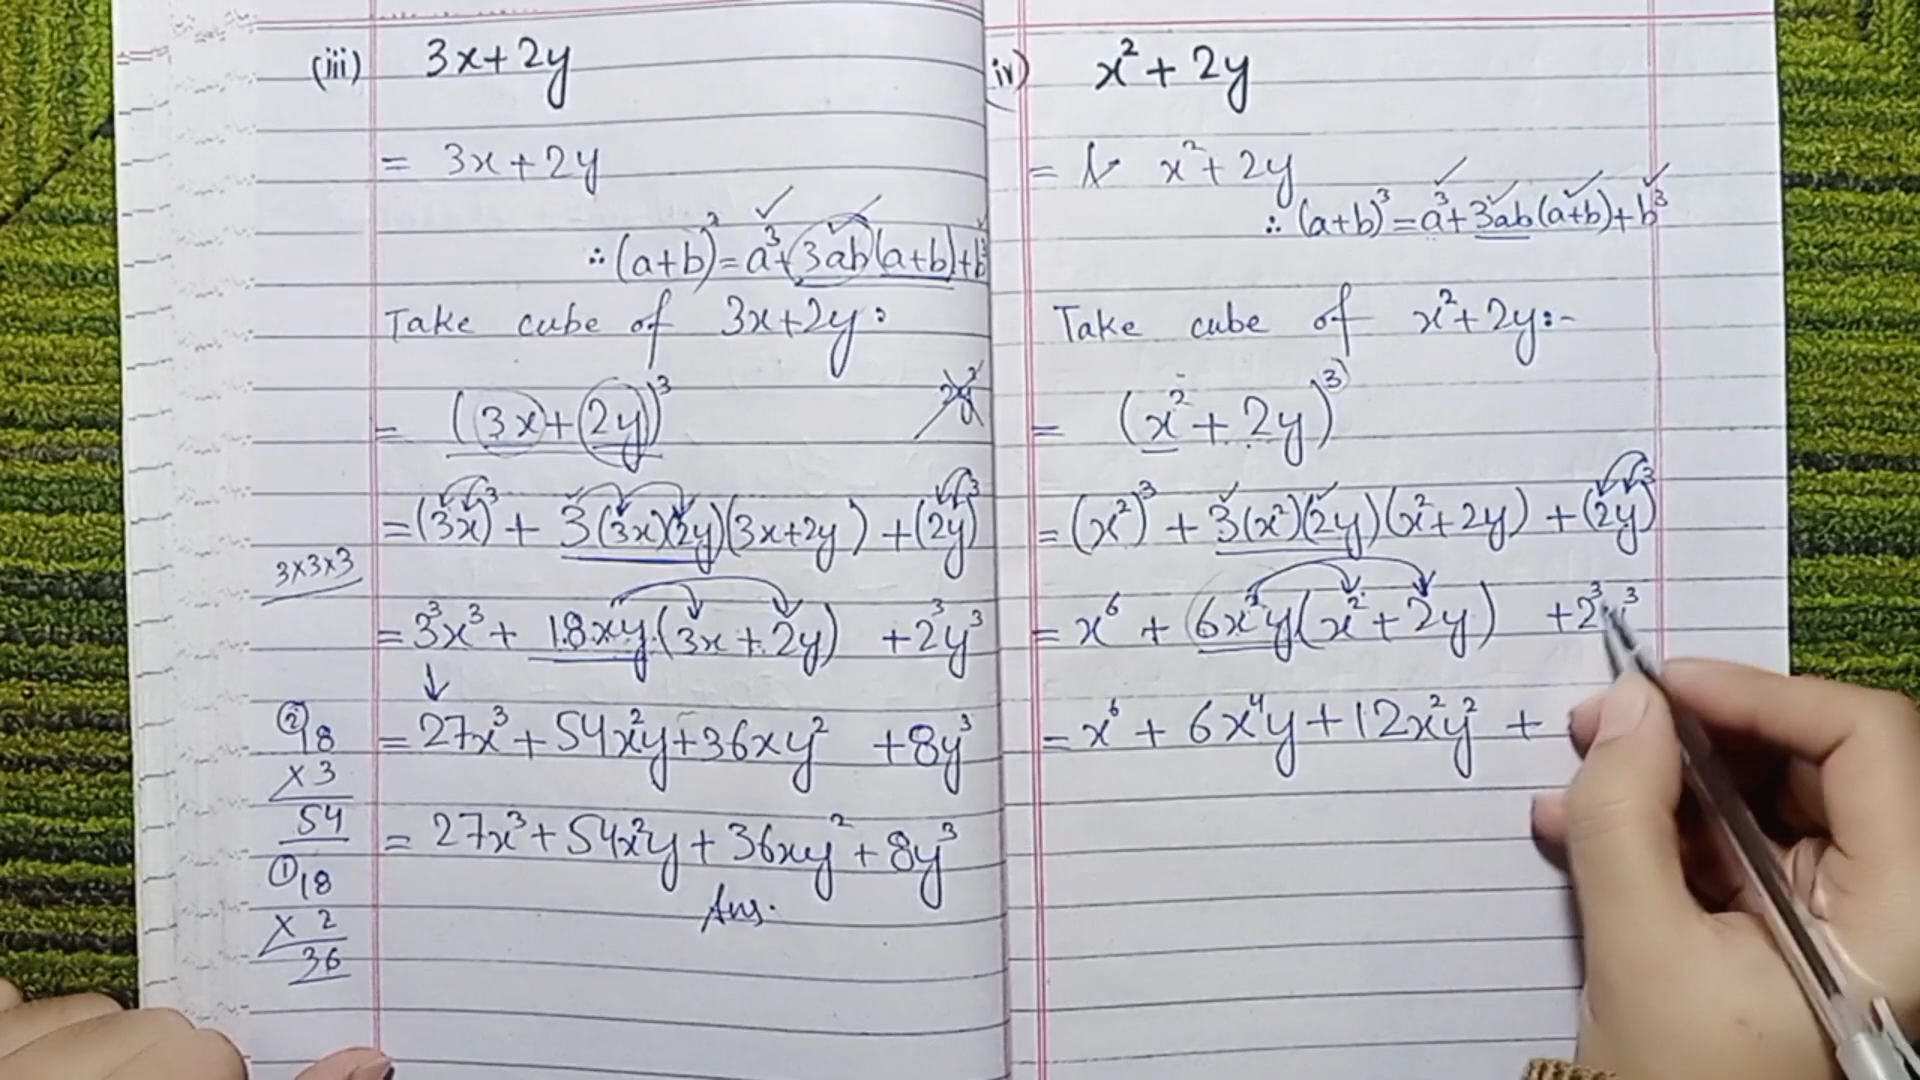 (iii) 3x+2y
= 3x+2y
∴ (a+b)³ = a³+3ab(a+b)+b³
Take cube of 3x+2y:
= (3x+2y)³
= (3x)³ + 3(3x)(2y)(3x+2y) + (2y)³
3×3×3
= 3³x³ + 18xy(3x+2y) + 2³y³
= 27x³ + 54x²y + 36xy² + 8y³
= 27x³ + 54x²y + 36xy² + 8y³
Ans.
② 18
× 3
54
① 18
× 2
36
iv) x² + 2y
= x² + 2y
∴ (a+b)³ = a³+3ab(a+b)+b³
Take cube of x²+2y:-
= (x² + 2y)³
= (x²)³ + 3(x²)(2y)(x²+2y) + (2y)³
= x⁶ + 6x²y(x²+2y) + 2³y³
= x⁶ + 6x⁴y + 12x²y² +